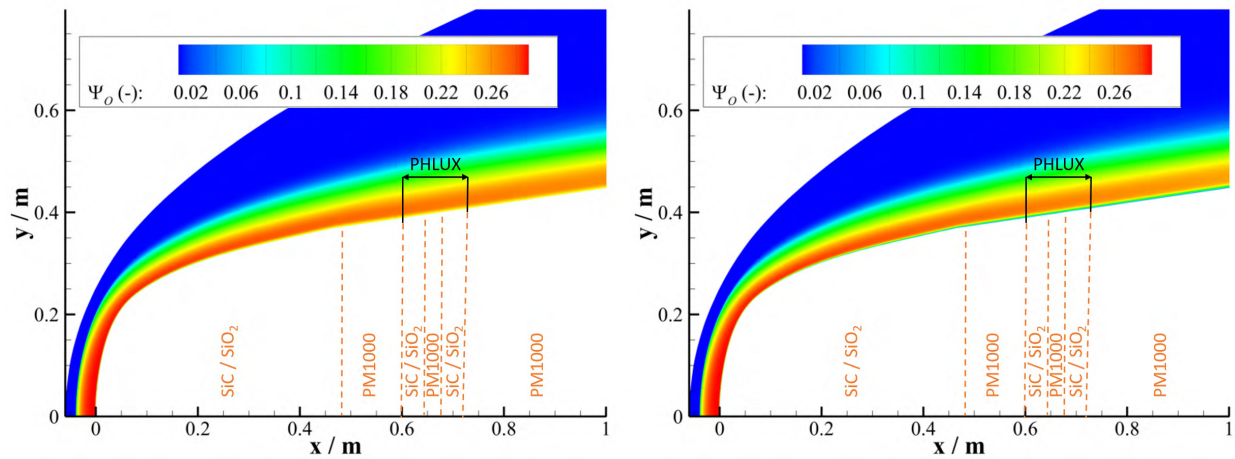 Ψ_O (-): 0.02 0.06 0.1 0.14 0.18 0.22 0.26
PHLUX
y / m
0.6
0.4
0.2
0
SiC / SiO₂
PM1000
SiC / SiO₂
PM1000
SiC / SiO₂
PM1000
0 0.2 0.4 0.6 0.8 1
x / m
Ψ_O (-): 0.02 0.06 0.1 0.14 0.18 0.22 0.26
PHLUX
y / m
0.6
0.4
0.2
0
SiC / SiO₂
PM1000
SiC / SiO₂
PM1000
SiC / SiO₂
PM1000
0 0.2 0.4 0.6 0.8 1
x / m